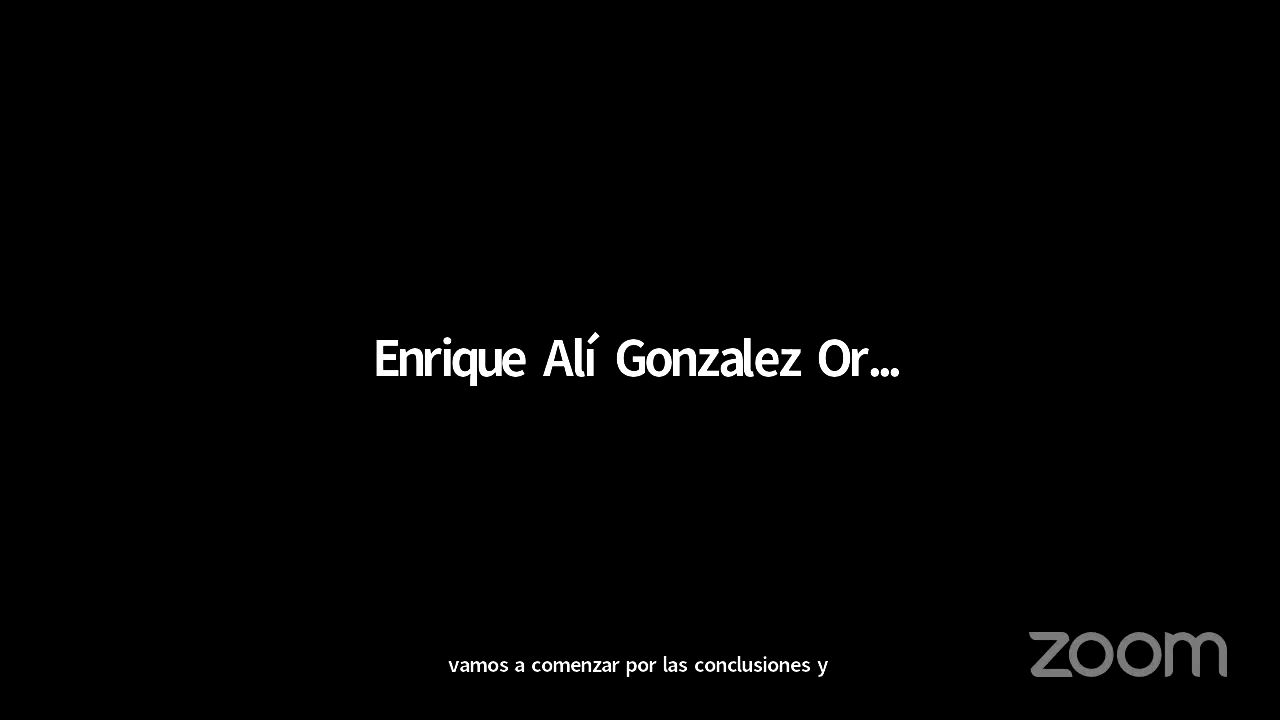 Enrique Alí Gonzalez Or...
vamos a comenzar por las conclusiones y
zoom